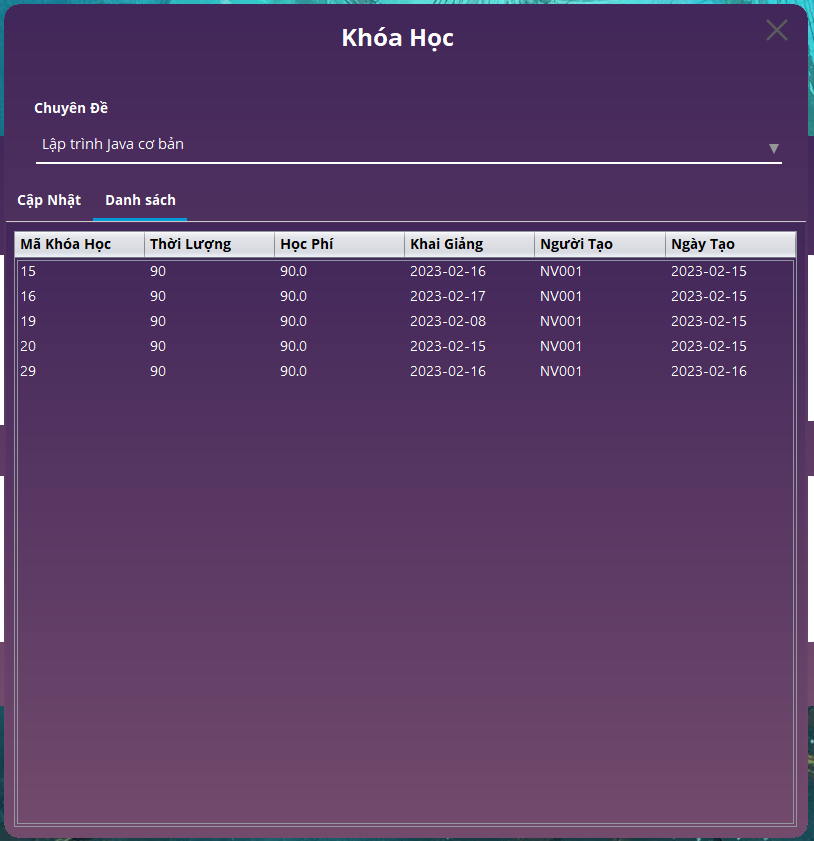 Khóa Học
Chuyên Đề
Lập trình Java cơ bản
Cập Nhật Danh sách
Mã Khóa Học Thời Lượng Học Phí Khai Giảng Người Tạo Ngày Tạo
15 90 90.0 2023-02-16 NV001 2023-02-15
16 90 90.0 2023-02-17 NV001 2023-02-15
19 90 90.0 2023-02-08 NV001 2023-02-15
20 90 90.0 2023-02-15 NV001 2023-02-15
29 90 90.0 2023-02-16 NV001 2023-02-16